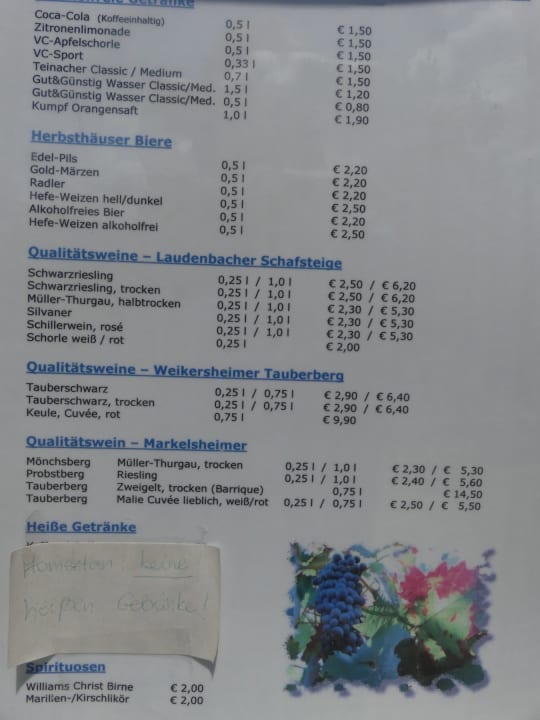 Getränke
Coca-Cola (Koffeeinhaltig) 0,5 l € 1,50
Zitronenlimonade 0,5 l € 1,50
VC-Apfelschorle 0,5 l € 1,50
VC-Sport 0,33 l € 1,50
Teinacher Classic / Medium 0,7 l € 1,50
Gut&Günstig Wasser Classic/Med. 1,5 l € 1,20
Gut&Günstig Wasser Classic/Med. 0,5 l € 0,80
Kumpf Orangensaft 1,0 l € 1,90
Herbsthäuser Biere
Edel-Pils 0,5 l € 2,20
Gold-Märzen 0,5 l € 2,20
Radler 0,5 l € 2,20
Hefe-Weizen hell/dunkel 0,5 l € 2,50
Alkoholfreies Bier 0,5 l € 2,20
Hefe-Weizen alkoholfrei 0,5 l € 2,50
Qualitätsweine – Laudenbacher Schafsteige
Schwarzriesling 0,25 l / 1,0 l € 2,50 / € 6,20
Schwarzriesling, trocken 0,25 l / 1,0 l € 2,50 / € 6,20
Müller-Thurgau, halbtrocken 0,25 l / 1,0 l € 2,30 / € 5,30
Silvaner 0,25 l / 1,0 l € 2,30 / € 5,30
Schillerwein, rosé 0,25 l / 1,0 l € 2,30 / € 5,30
Schorle weiß / rot 0,25 l € 2,00
Qualitätsweine – Weikersheimer Tauberberg
Tauberschwarz 0,25 l / 0,75 l € 2,90 / € 6,40
Tauberschwarz, trocken 0,25 l / 0,75 l € 2,90 / € 6,40
Keule, Cuvée, rot 0,75 l € 9,90
Qualitätswein – Markelsheimer
Mönchsberg Müller-Thurgau, trocken 0,25 l / 1,0 l € 2,30 / € 5,30
Probstberg Riesling 0,25 l / 1,0 l € 2,40 / € 5,60
Tauberberg Zweigelt, trocken (Barrique) 0,75 l € 14,50
Tauberberg Malie Cuvée lieblich, weiß/rot 0,25 l / 0,75 l € 2,50 / € 5,50
Heiße Getränke
Momentan keine
heißen Getränke!
Spirituosen
Williams Christ Birne € 2,00
Marillen-/Kirschlikör € 2,00